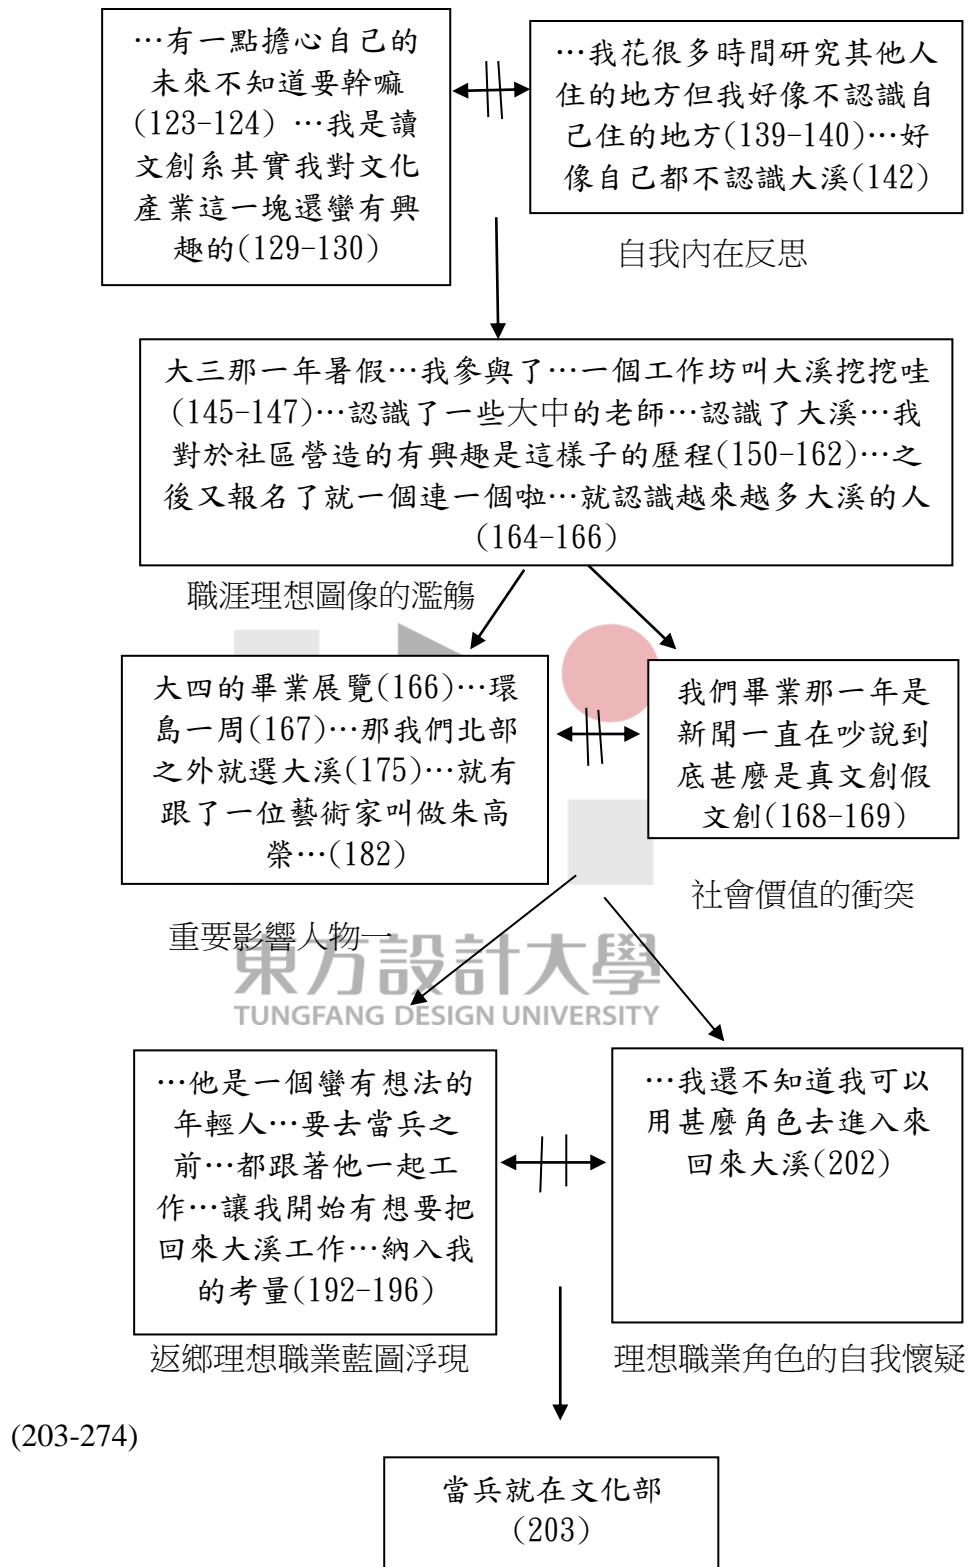 …有一點擔心自己的
未來不知道要幹嘛
(123-124) …我是讀
文創系其實我對文化
產業這一塊還蠻有興
趣的(129-130)
…我花很多時間研究其他人
住的地方但我好像不認識自
己住的地方(139-140)…好
像自己都不認識大溪(142)
自我內在反思
大三那一年暑假…我參與了…一個工作坊叫大溪挖挖哇
(145-147)…認識了一些大中的老師…認識了大溪…我
對於社區營造的有興趣是這樣子的歷程(150-162)…之
後又報名了就一個連一個啦…就認識越來越多大溪的人
(164-166)
職涯理想圖像的濫觴
大四的畢業展覽(166)…環
島一周(167)…那我們北部
之外就選大溪(175)…就有
跟了一位藝術家叫做朱高
榮…(182)
我們畢業那一年是
新聞一直在吵說到
底甚麼是真文創假
文創(168-169)
社會價值的衝突
重要影響人物一
東方設計大學
TUNGFANG DESIGN UNIVERSITY
…他是一個蠻有想法的
年輕人…要去當兵之
前…都跟著他一起工
作…讓我開始有想要把
回來大溪工作…納入我
的考量(192-196)
…我還不知道我可以
用甚麼角色去進入來
回來大溪(202)
返鄉理想職業藍圖浮現
理想職業角色的自我懷疑
(203-274)
當兵就在文化部
(203)